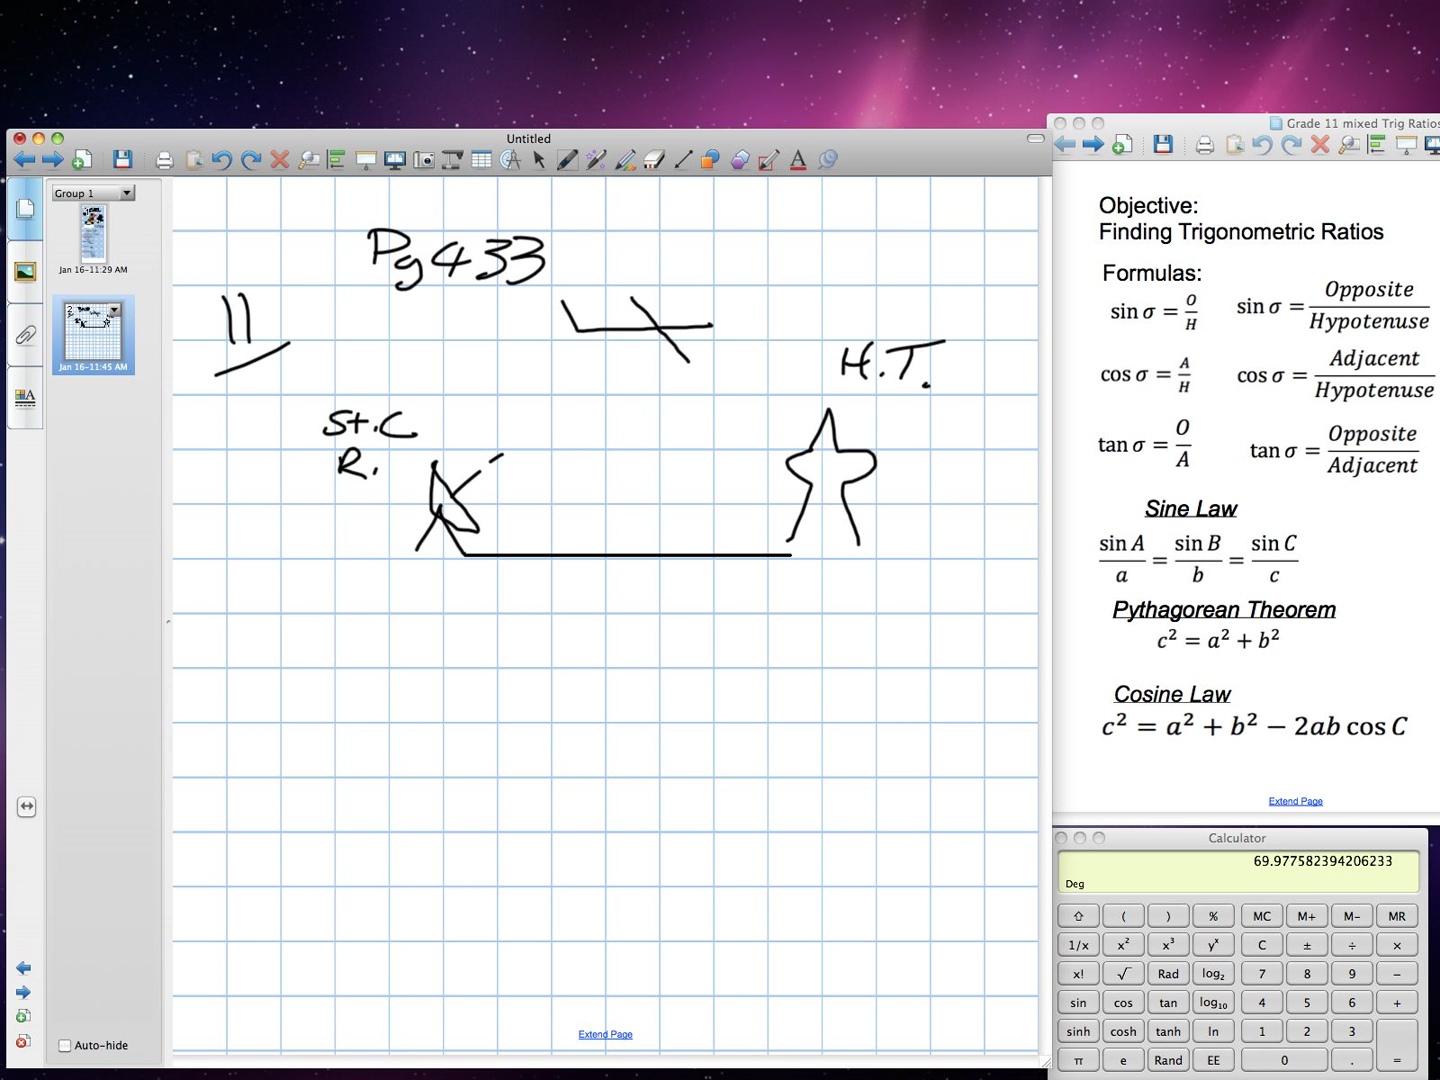 Untitled
Group 1
Jan 16-11:29 AM
Jan 16-11:45 AM
Auto-hide
Pg 433
11
H.T.
St.C
R.
Extend Page
Grade 11 mixed Trig Ratios
Objective:
Finding Trigonometric Ratios
Formulas:
sin σ = O/H sin σ = Opposite/Hypotenuse
cos σ = A/H cos σ = Adjacent/Hypotenuse
tan σ = O/A tan σ = Opposite/Adjacent
Sine Law
sin A/a = sin B/b = sin C/c
Pythagorean Theorem
c² = a² + b²
Cosine Law
c² = a² + b² − 2ab cos C
Extend Page
Calculator
69.977582394206233
Deg
⇧ ( ) % MC M+ M- MR
1/x x² x³ yˣ C ± ÷ ×
x! √ Rad log₂ 7 8 9 −
sin cos tan log₁₀ 4 5 6 +
sinh cosh tanh ln 1 2 3
π e Rand EE 0 . =